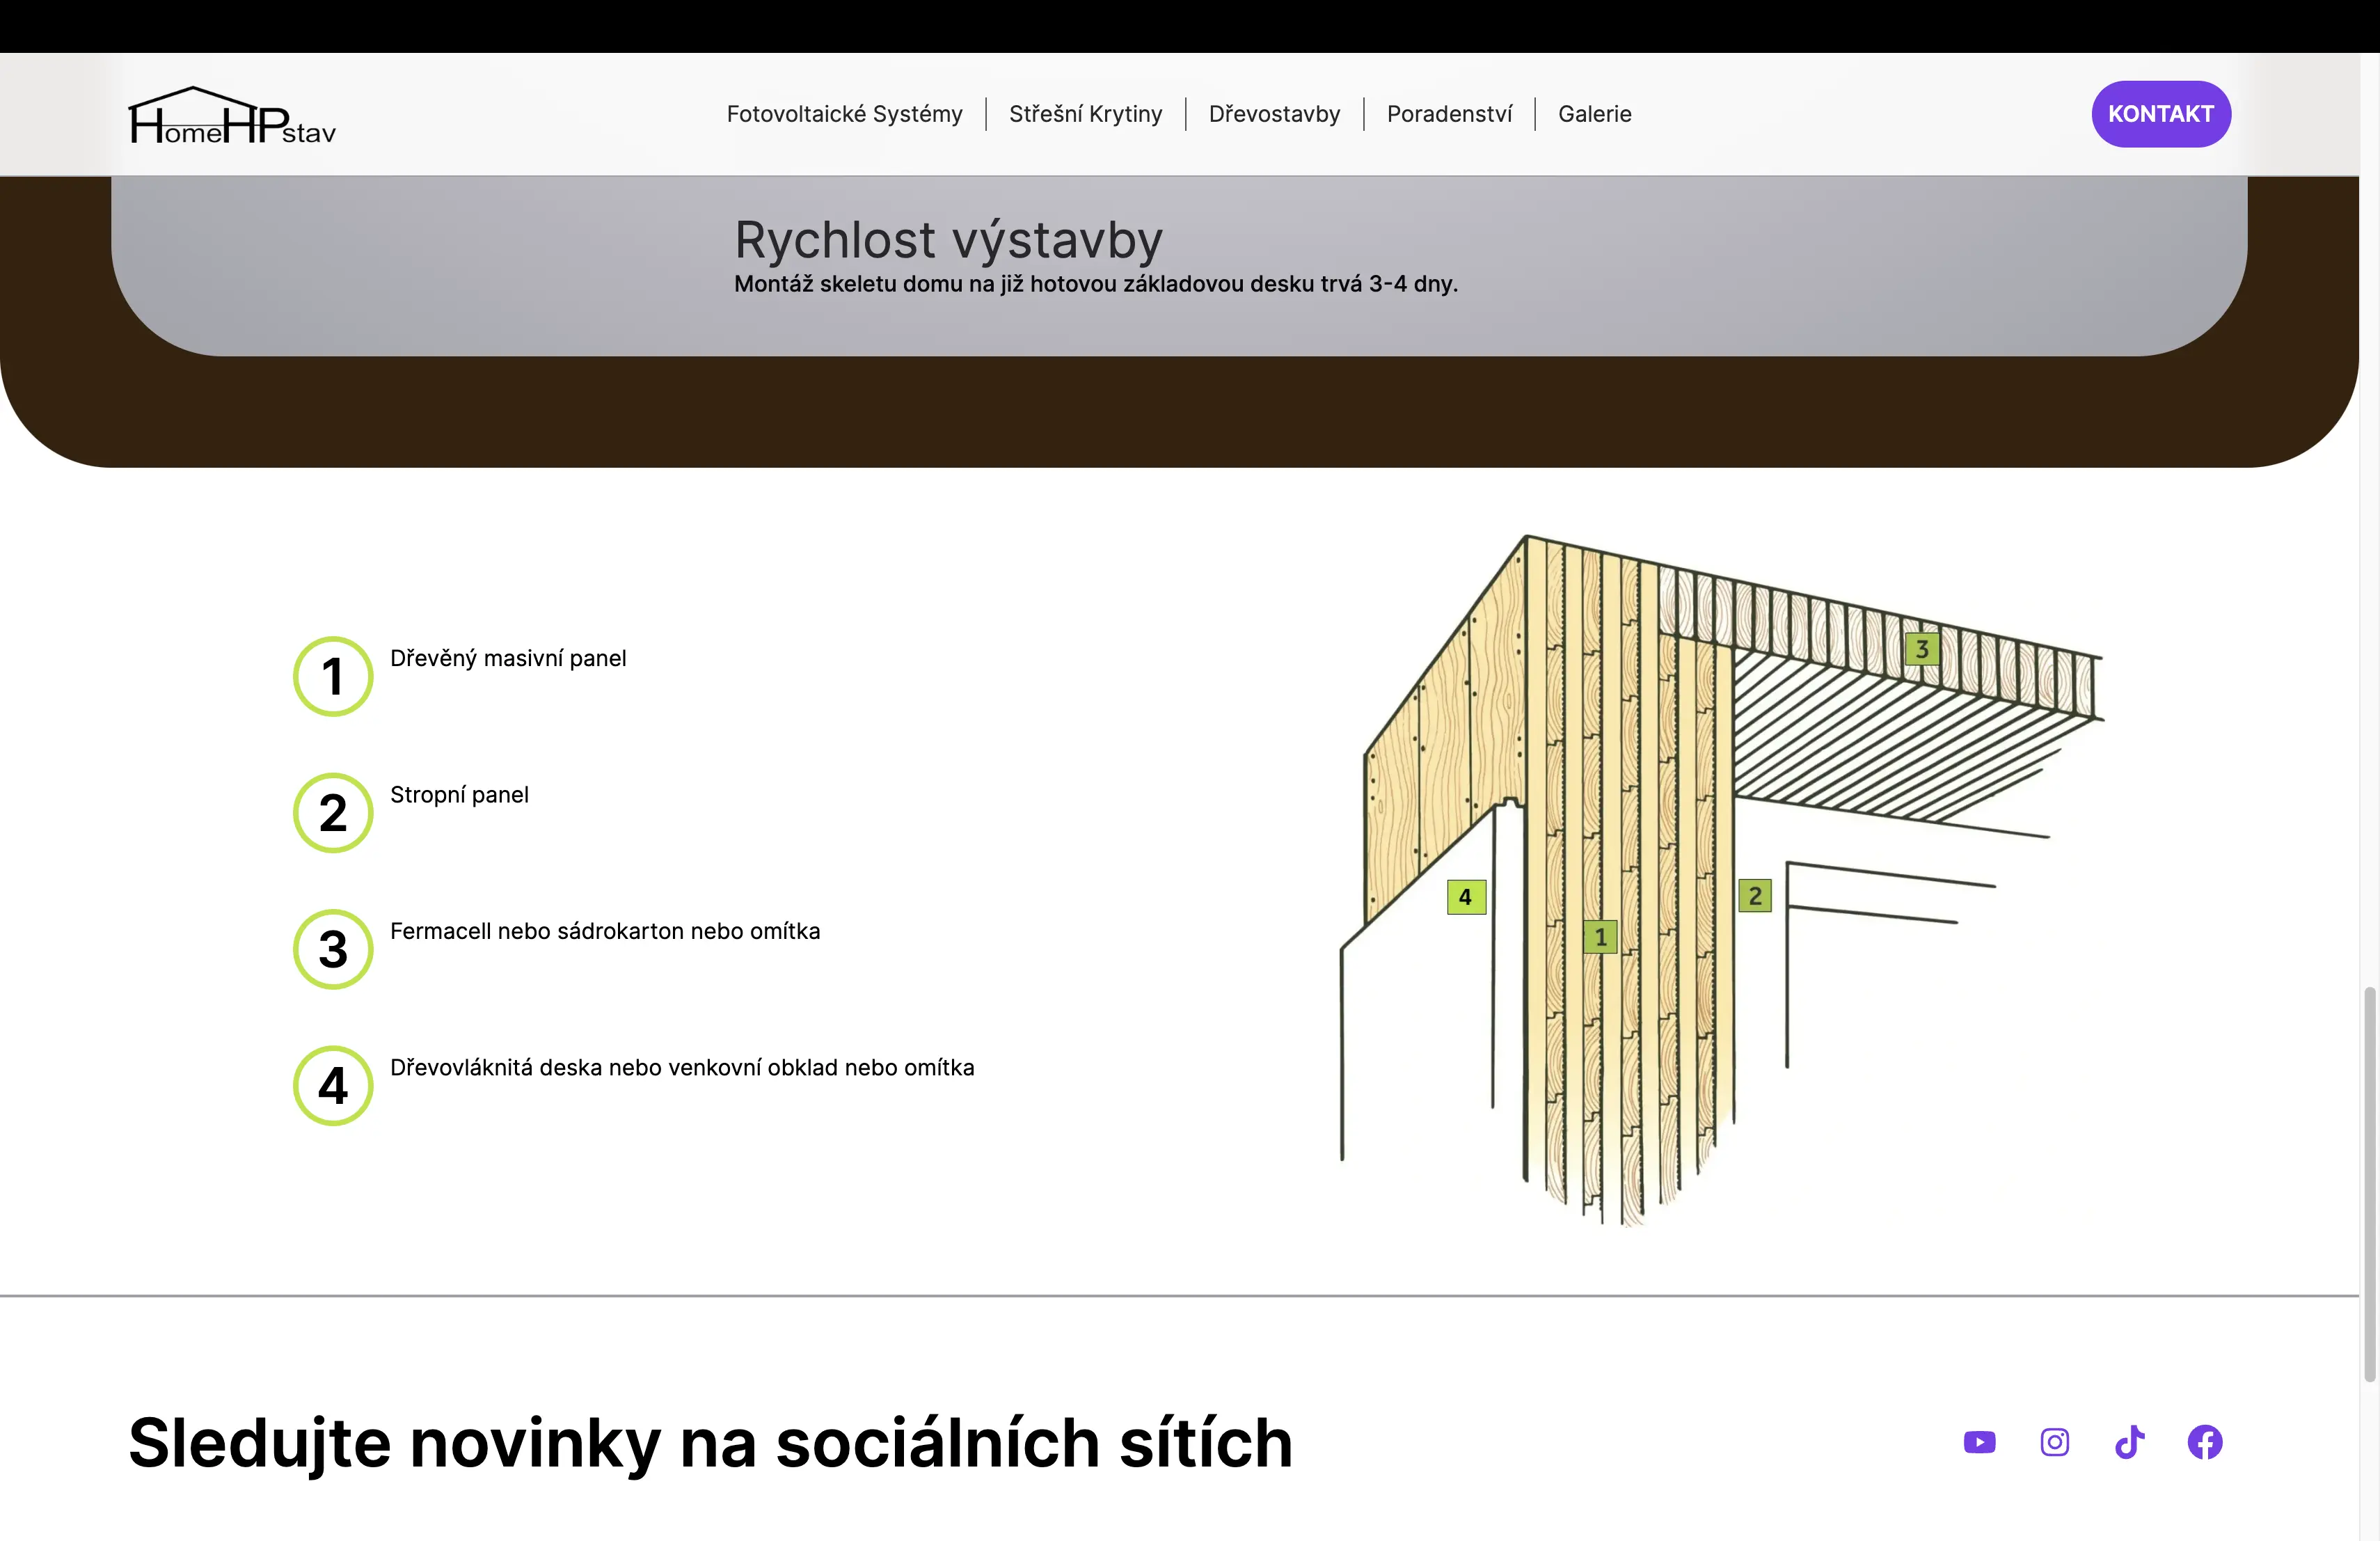 HomeHPstav
Fotovoltaické Systémy
Střešní Krytiny
Dřevostavby
Poradenství
Galerie
KONTAKT
Rychlost výstavby
Montáž skeletu domu na již hotovou základovou desku trvá 3-4 dny.
1
Dřevěný masivní panel
2
Stropní panel
3
Fermacell nebo sádrokarton nebo omítka
4
Dřevovláknitá deska nebo venkovní obklad nebo omítka
3
4
2
1
Sledujte novinky na sociálních sítích